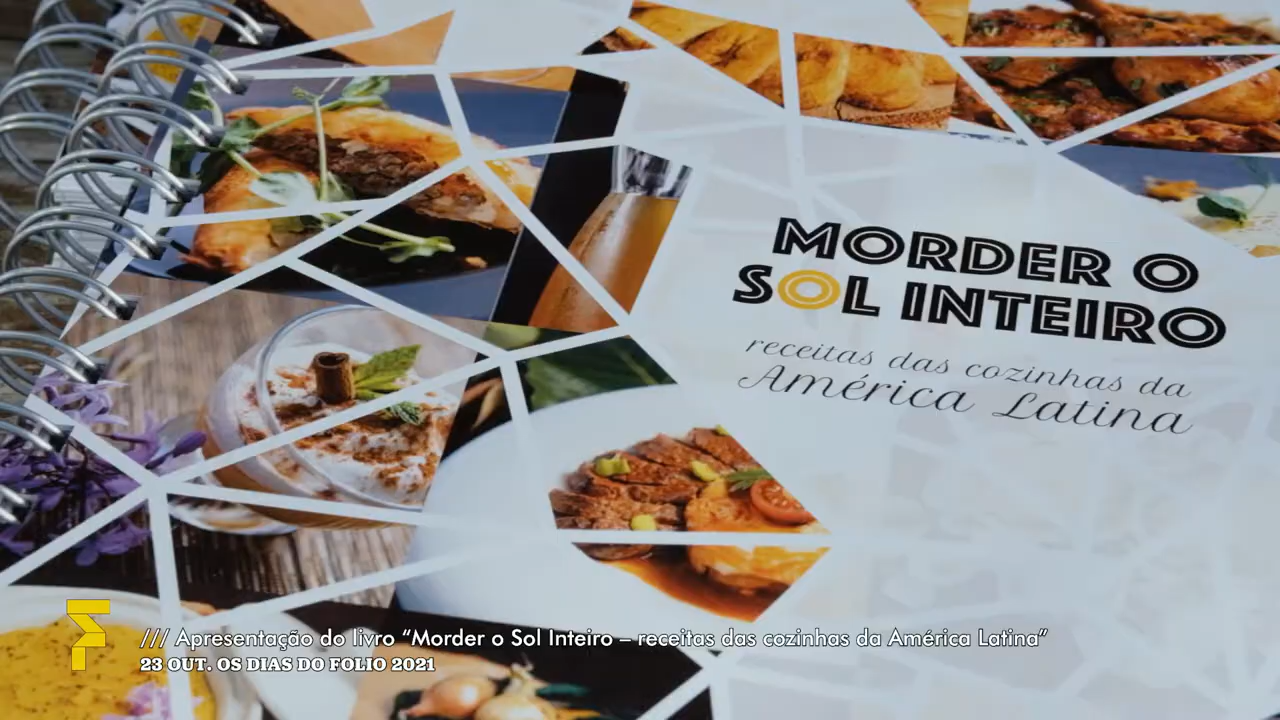 MORDER O
SOL INTEIRO
receitas das cozinhas da
América Latina
/// Apresentação do livro “Morder o Sol Inteiro – receitas das cozinhas da América Latina”
23 OUT. OS DIAS DO FOLIO 2021